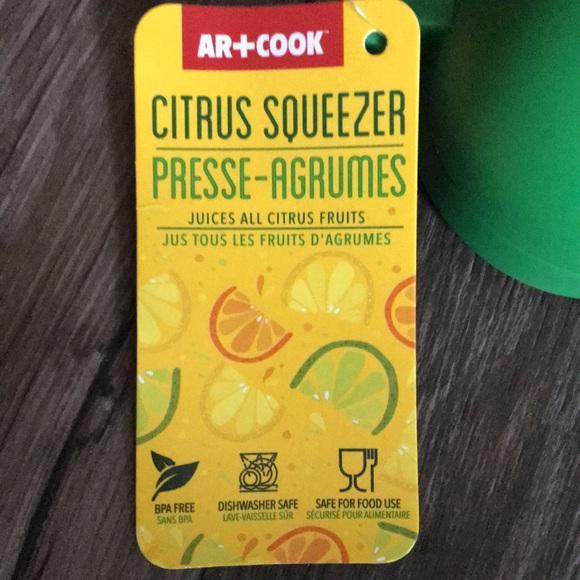 AR+COOK™
CITRUS SQUEEZER
PRESSE-AGRUMES
JUICES ALL CITRUS FRUITS
JUS TOUS LES FRUITS D'AGRUMES
BPA FREE
SANS BPA
DISHWASHER SAFE
LAVE-VAISSELLE SÛR
SAFE FOR FOOD USE
SÉCURISÉ POUR ALIMENTAIRE